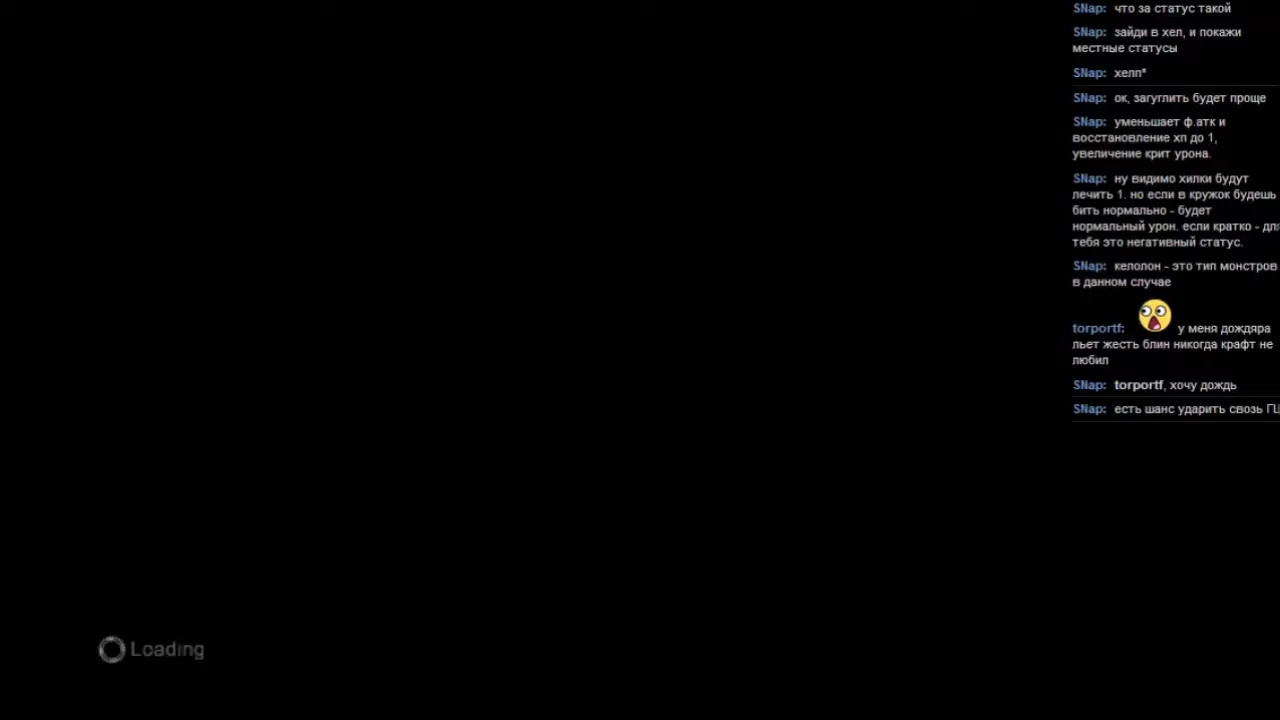 SNap: что за статус такой
SNap: зайди в хел, и покажи
местные статусы
SNap: хелп*
SNap: ок, загуглить будет проще
SNap: уменьшает ф.атк и
восстановление хп до 1,
увеличение крит урона.
SNap: ну видимо хилки будут
лечить 1. но если в кружок будешь
бить нормально - будет
нормальный урон. если кратко - для
тебя это негативный статус.
SNap: келолон - это тип монстров
в данном случае
torportf: у меня дождяра
льет жесть блин никогда крафт не
любил
SNap: torportf, хочу дождь
SNap: есть шанс ударить свозь ГЦ
Loading